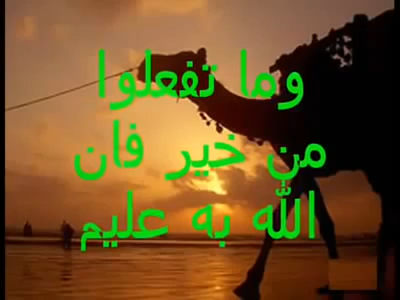 وما تفعلوا
من خير فان
الله به عليم